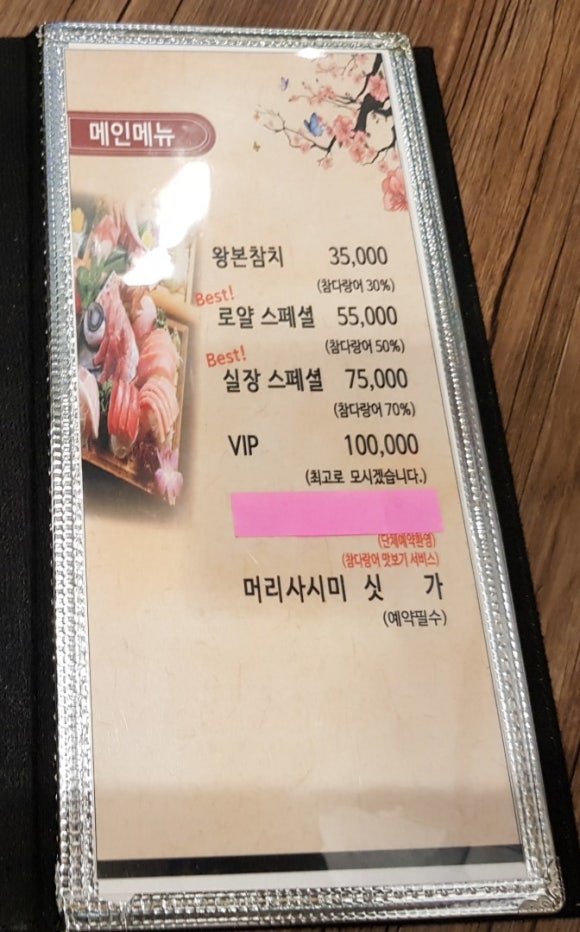 메인메뉴
왕본참치 35,000
(참다랑어 30%)
Best!
로얄 스페셜 55,000
(참다랑어 50%)
Best!
실장 스페셜 75,000
(참다랑어 70%)
VIP 100,000
(최고로 모시겠습니다.)
(단체예약환영)
(참다랑어 맛보기 서비스)
머리사시미 싯 가
(예약필수)